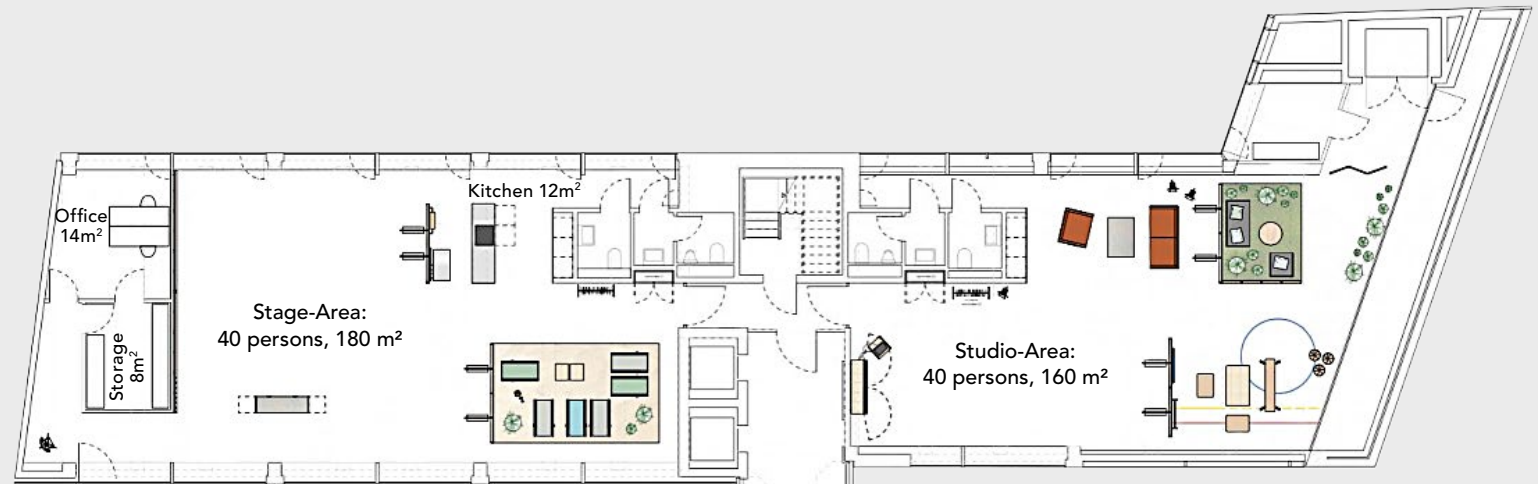 Kitchen 12m²
Office
14m²
Stage-Area:
40 persons, 180 m²
Storage
8m²
Studio-Area:
40 persons, 160 m²